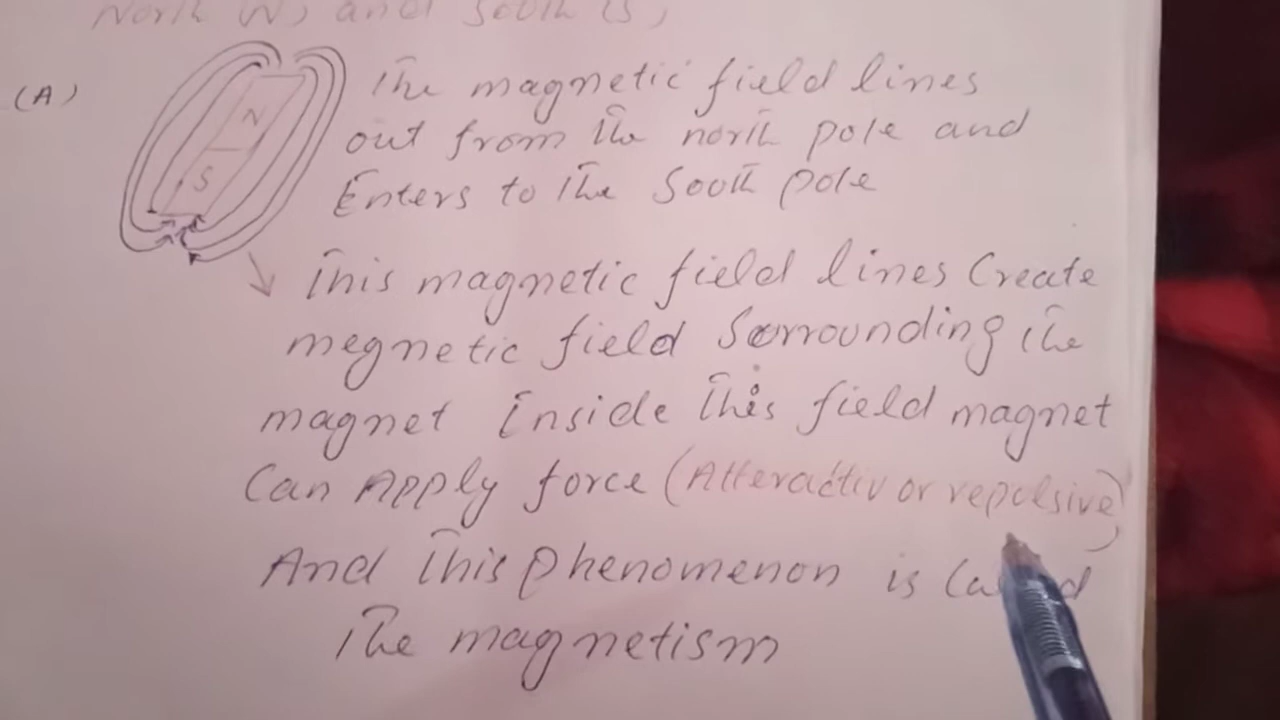 North (N) and South (S)
(A)
N
S
The magnetic field lines
out from the north pole and
Enters to the South pole
This magnetic field lines Create
megnetic field Sorrounding the
magnet Inside this field magnet
Can Apply force (Atteractiv or repulsive)
And this phenomenon is
The magnetism